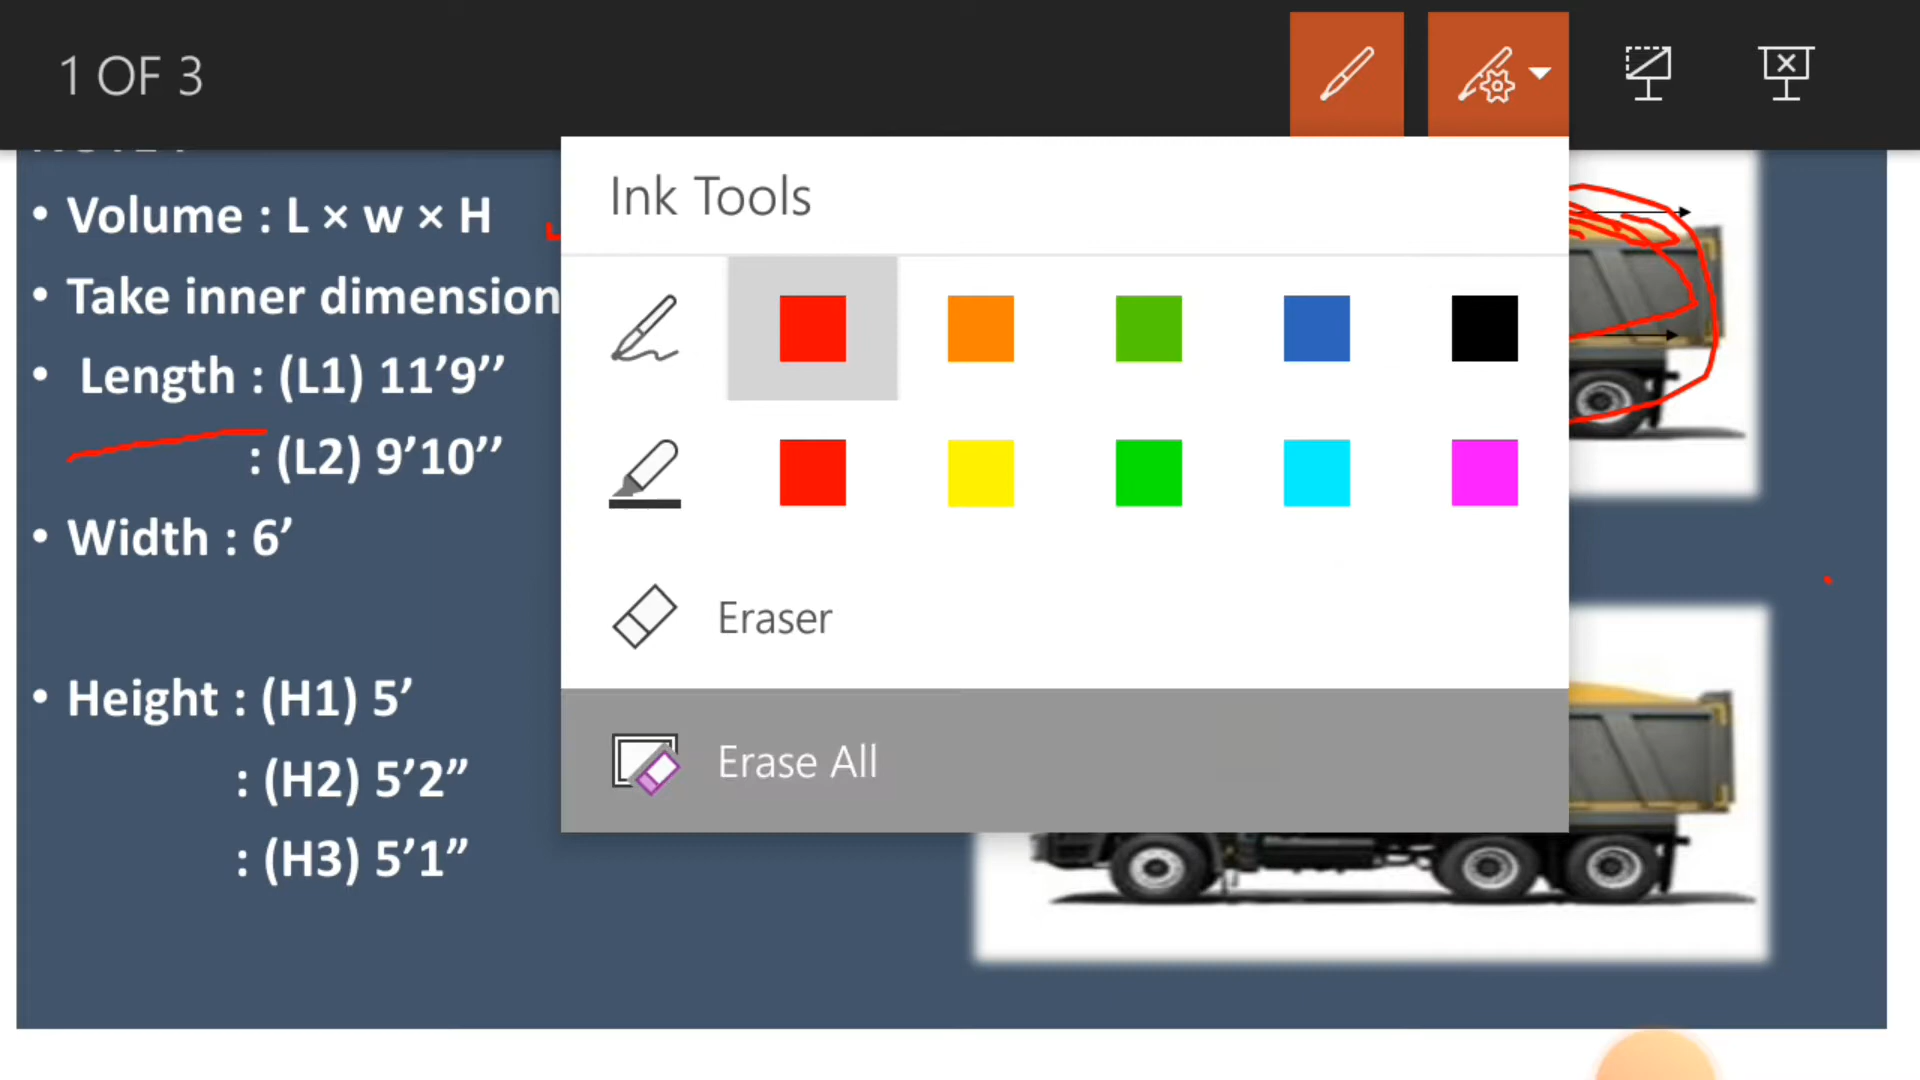 1 OF 3
Ink Tools
• Volume : L × w × H
• Take inner dimension
• Length : (L1) 11’9’’
: (L2) 9’10’’
• Width : 6’
Eraser
• Height : (H1) 5’
Erase All
: (H2) 5’2”
: (H3) 5’1”